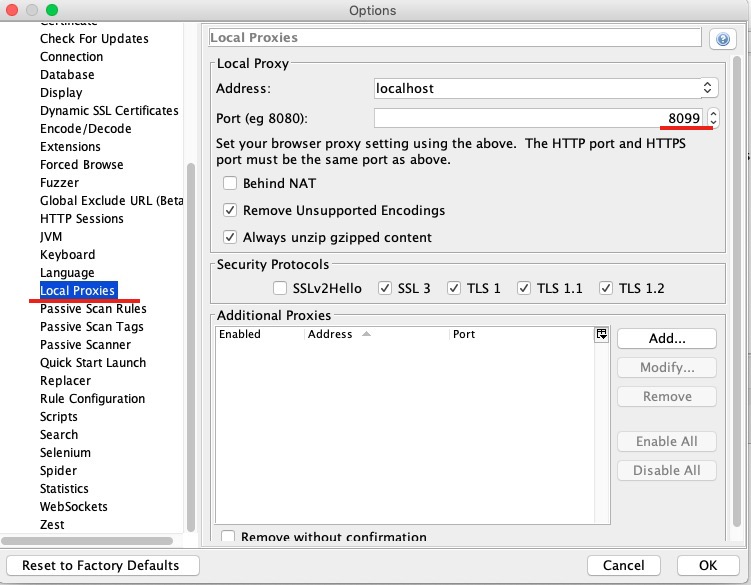 Options
Certificate
Check For Updates
Connection
Database
Display
Dynamic SSL Certificates
Encode/Decode
Extensions
Forced Browse
Fuzzer
Global Exclude URL (Beta
HTTP Sessions
JVM
Keyboard
Language
Local Proxies
Passive Scan Rules
Passive Scan Tags
Passive Scanner
Quick Start Launch
Replacer
Rule Configuration
Scripts
Search
Selenium
Spider
Statistics
WebSockets
Zest
Local Proxies
Local Proxy
Address: localhost
Port (eg 8080): 8099
Set your browser proxy setting using the above. The HTTP port and HTTPS
port must be the same port as above.
Behind NAT
Remove Unsupported Encodings
Always unzip gzipped content
Security Protocols
SSLv2Hello SSL 3 TLS 1 TLS 1.1 TLS 1.2
Additional Proxies
Enabled Address Port
Add...
Modify...
Remove
Enable All
Disable All
Remove without confirmation
Reset to Factory Defaults Cancel OK